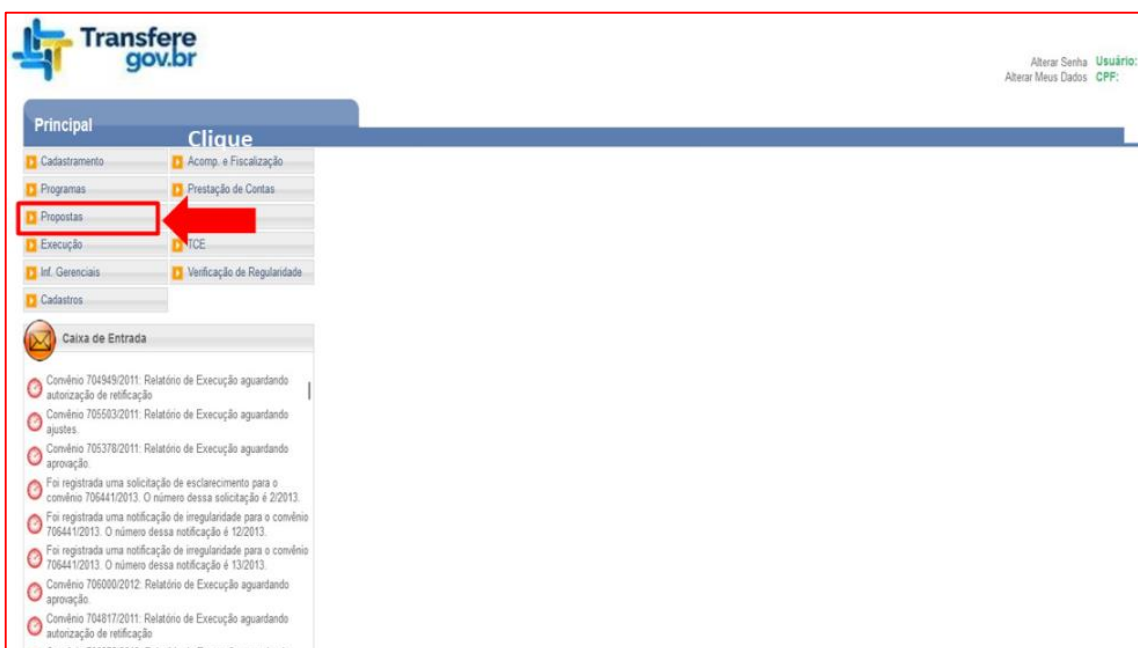 Transfere
gov.br
Alterar Senha Usuário:
Alterar Meus Dados CPF:
Principal
Clique
Cadastramento
Acomp. e Fiscalização
Programas
Prestação de Contas
Propostas
Execução
TCE
Inf. Gerenciais
Verificação de Regularidade
Cadastros
Caixa de Entrada
Convênio 704949/2011: Relatório de Execução aguardando
autorização de retificação
Convênio 705503/2011: Relatório de Execução aguardando
ajustes.
Convênio 705378/2011: Relatório de Execução aguardando
aprovação.
Foi registrada uma solicitação de esclarecimento para o
convênio 706441/2013. O número dessa solicitação é 2/2013.
Foi registrada uma notificação de irregularidade para o convênio
706441/2013. O número dessa notificação é 12/2013.
Foi registrada uma notificação de irregularidade para o convênio
706441/2013. O número dessa notificação é 13/2013.
Convênio 706000/2012: Relatório de Execução aguardando
aprovação.
Convênio 704817/2011: Relatório de Execução aguardando
autorização de retificação